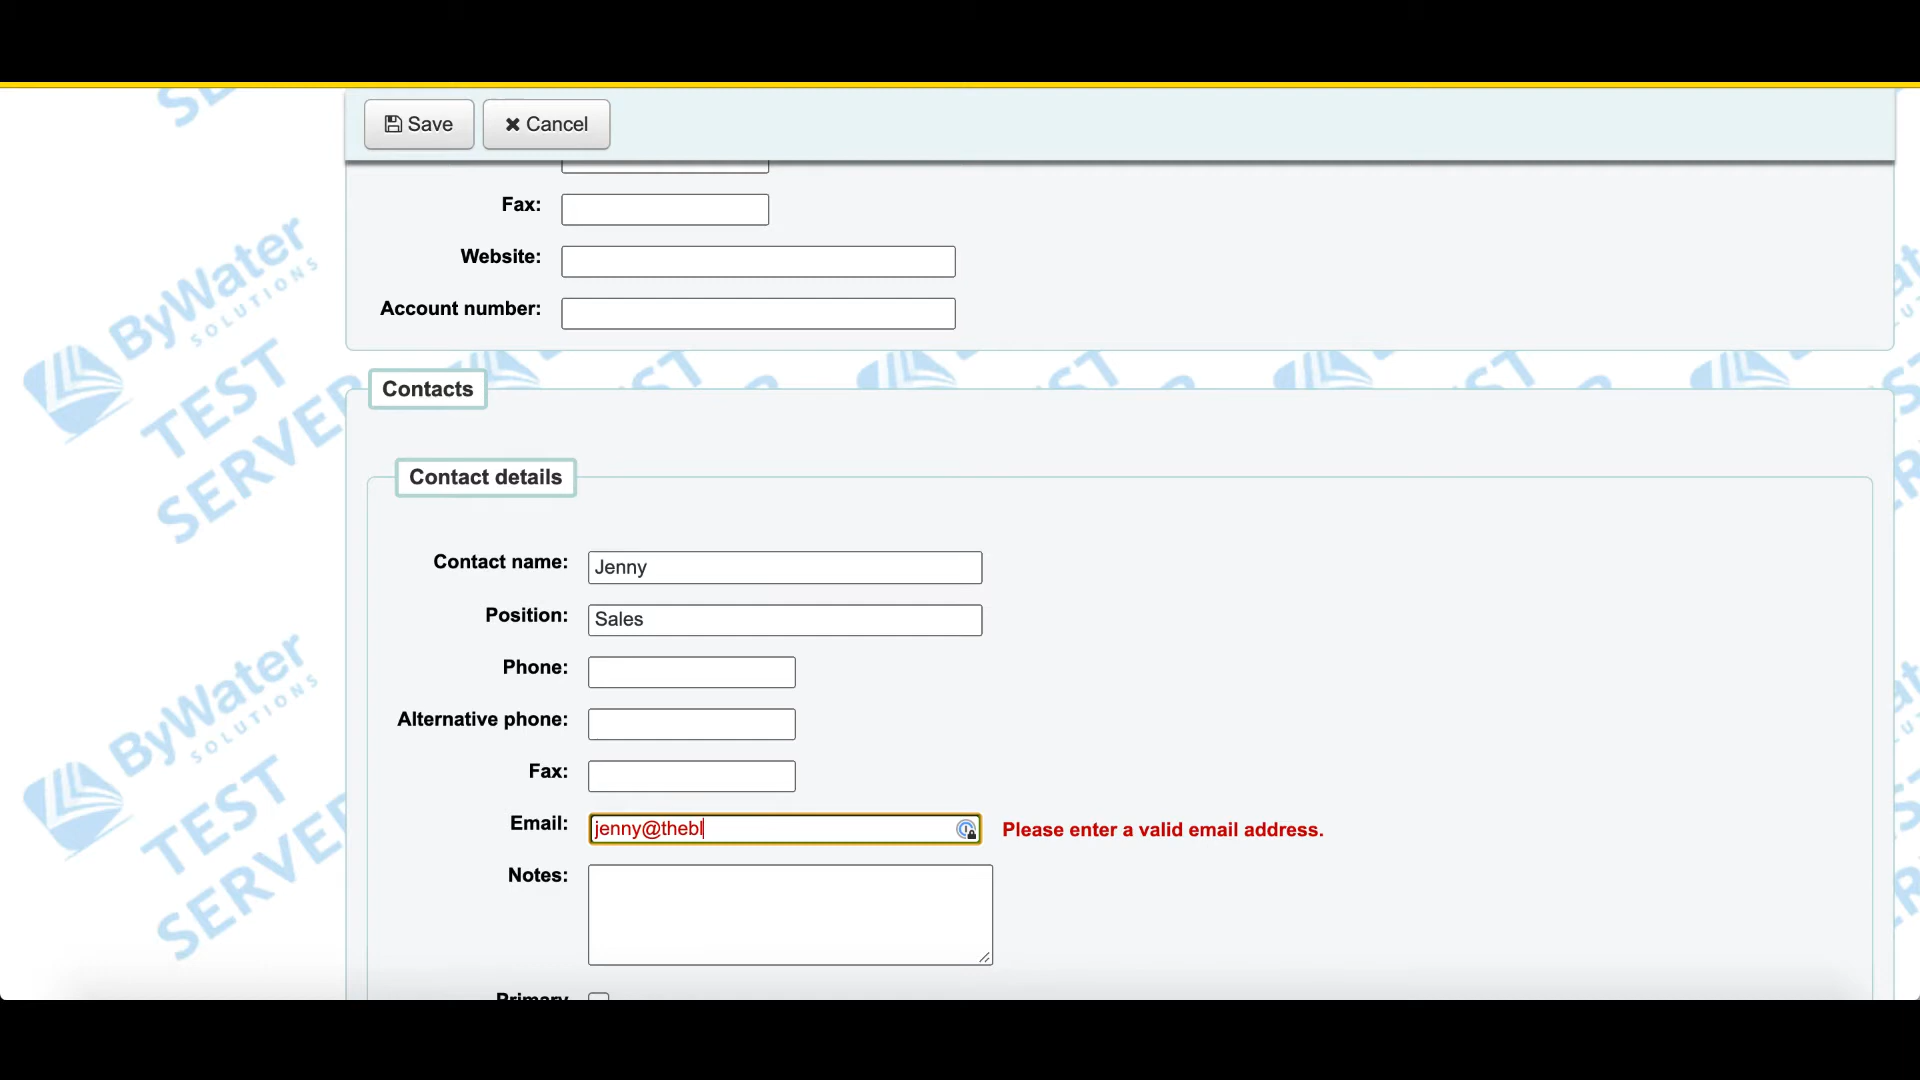 Save
Cancel
Fax:
Website:
Account number:
Contacts
Contact details
Contact name: Jenny
Position: Sales
Phone:
Alternative phone:
Fax:
Email: jenny@thebl Please enter a valid email address.
Notes:
Primary
ByWater
SOLUTIONS
TEST
SERVER
ByWater
SOLUTIONS
TEST
SERVER